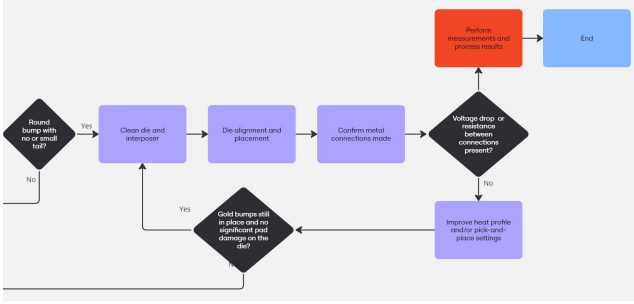 Perform
measurements and
process results
End
Round
bump with
no or small
tail?
Yes
Clean die and
interposer
Die alignment and
placement
Confirm metal
connections made
Voltage drop or
resistance
between
connections
present?
No
No
Yes
Gold bumps still
in place and no
significant pad
damage on the
die?
Improve heat profile
and/or pick-and-
place settings